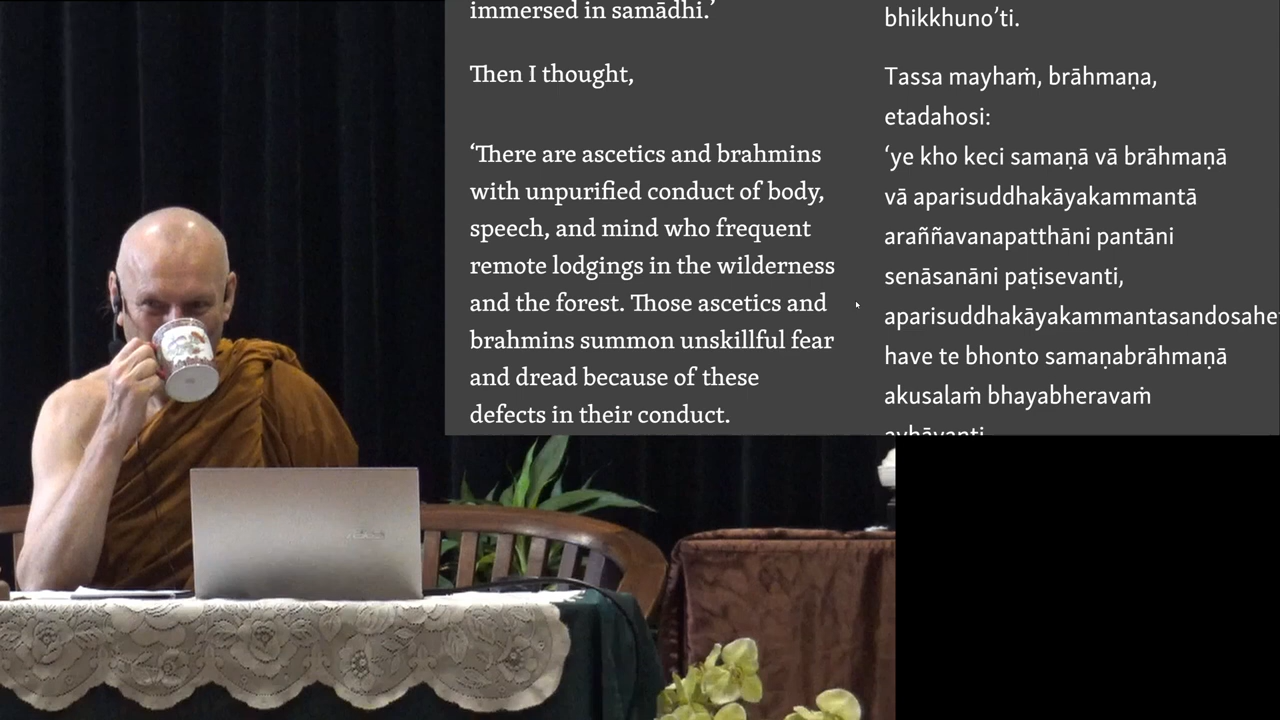 immersed in samādhi.’
Then I thought,
‘There are ascetics and brahmins
with unpurified conduct of body,
speech, and mind who frequent
remote lodgings in the wilderness
and the forest. Those ascetics and
brahmins summon unskillful fear
and dread because of these
defects in their conduct.
bhikkhuno’ti.
Tassa mayhaṁ, brāhmaṇa,
etadahosi:
‘ye kho keci samaṇā vā brāhmaṇā
vā aparisuddhakāyakammantā
araññavanapatthāni pantāni
senāsanāni paṭisevanti,
aparisuddhakāyakammantasandosahe
have te bhonto samaṇabrāhmaṇā
akusalaṁ bhayabheravaṁ